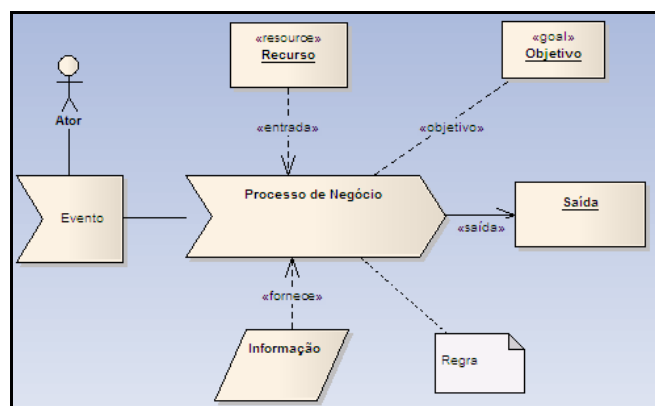 «resource»
Recurso
«goal»
Objetivo
Ator
«entrada»
«objetivo»
Processo de Negócio
Evento
Saída
«saída»
«fornece»
Informação
Regra